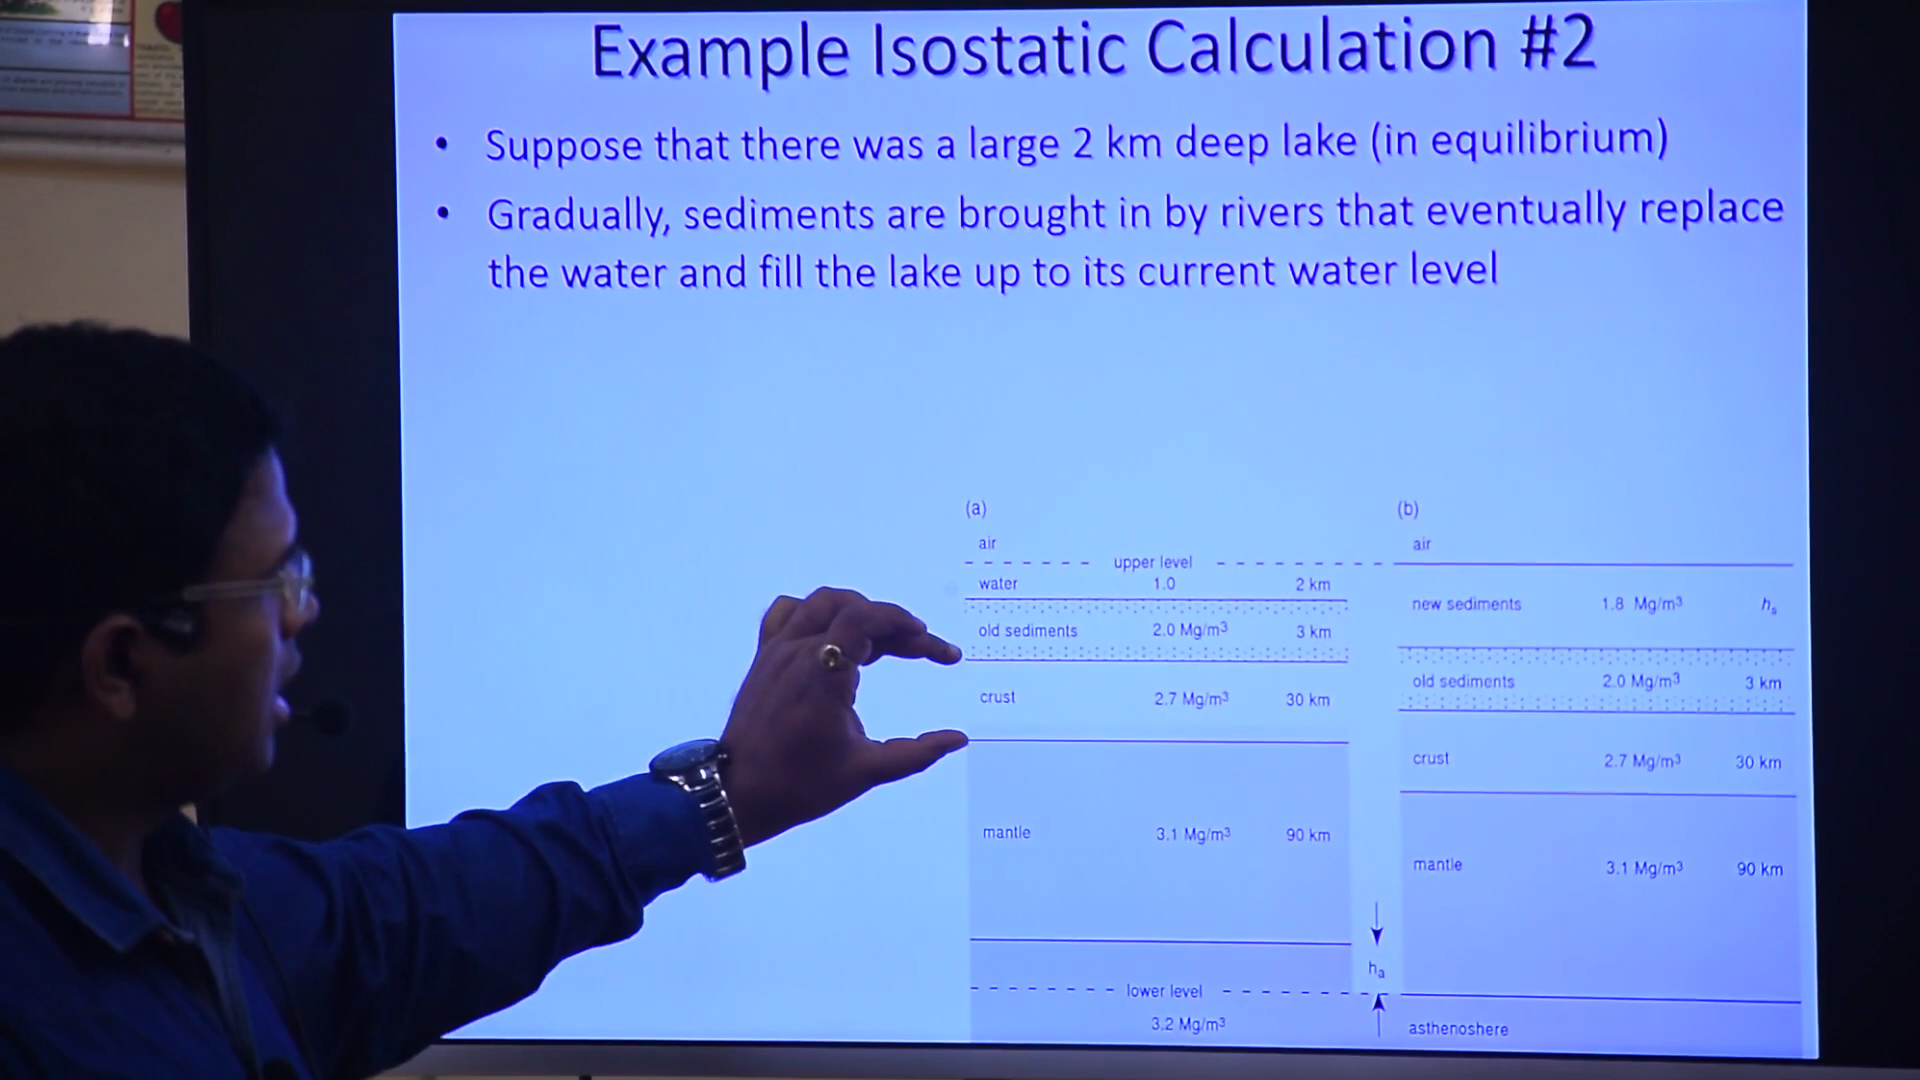 Example Isostatic Calculation #2
• Suppose that there was a large 2 km deep lake (in equilibrium)
• Gradually, sediments are brought in by rivers that eventually replace
the water and fill the lake up to its current water level
(a)
air
upper level
water 1.0 2 km
old sediments 2.0 Mg/m³ 3 km
crust 2.7 Mg/m³ 30 km
mantle 3.1 Mg/m³ 90 km
lower level
3.2 Mg/m³
hₐ
(b)
air
new sediments 1.8 Mg/m³ hₛ
old sediments 2.0 Mg/m³ 3 km
crust 2.7 Mg/m³ 30 km
mantle 3.1 Mg/m³ 90 km
asthenoshere